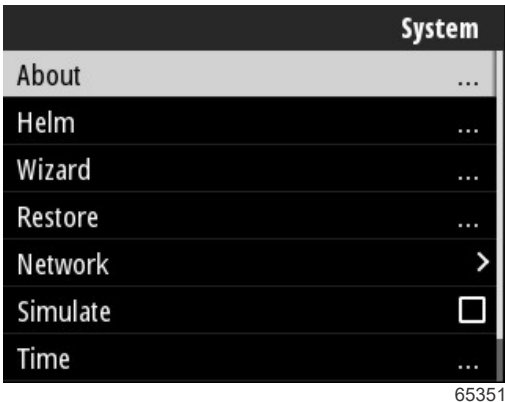 System
About ...
Helm ...
Wizard ...
Restore ...
Network >
Simulate
Time ...
65351